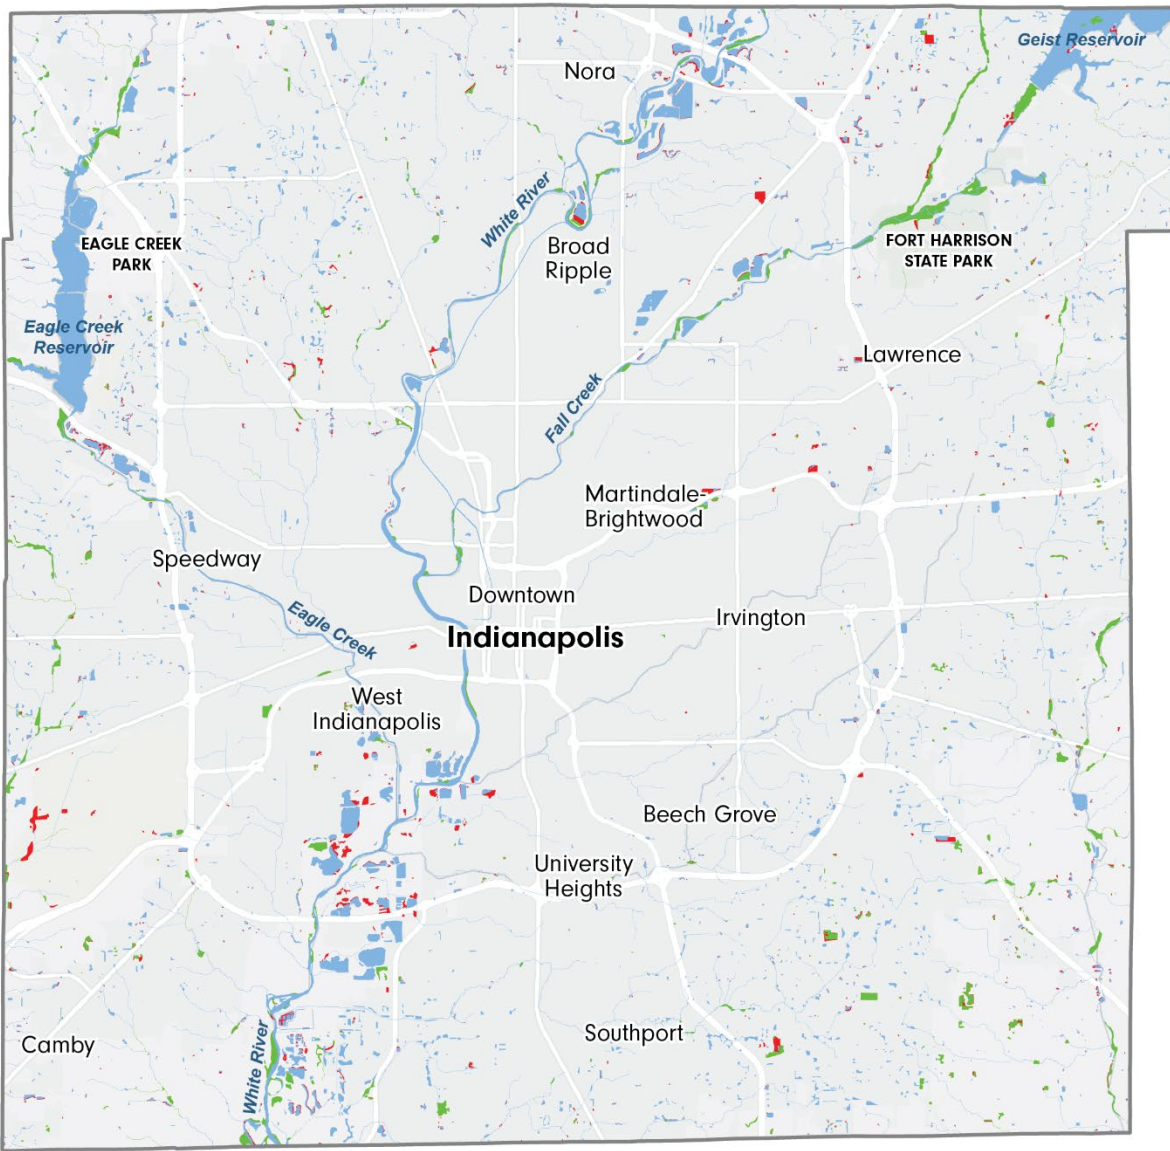 Geist Reservoir
Nora
White River
EAGLE CREEK
PARK
Broad
Ripple
FORT HARRISON
STATE PARK
Eagle Creek
Reservoir
Lawrence
Fall Creek
Martindale-
Brightwood
Speedway
Downtown
Eagle Creek
Irvington
Indianapolis
West
Indianapolis
Beech Grove
University
Heights
Southport
Camby
White River